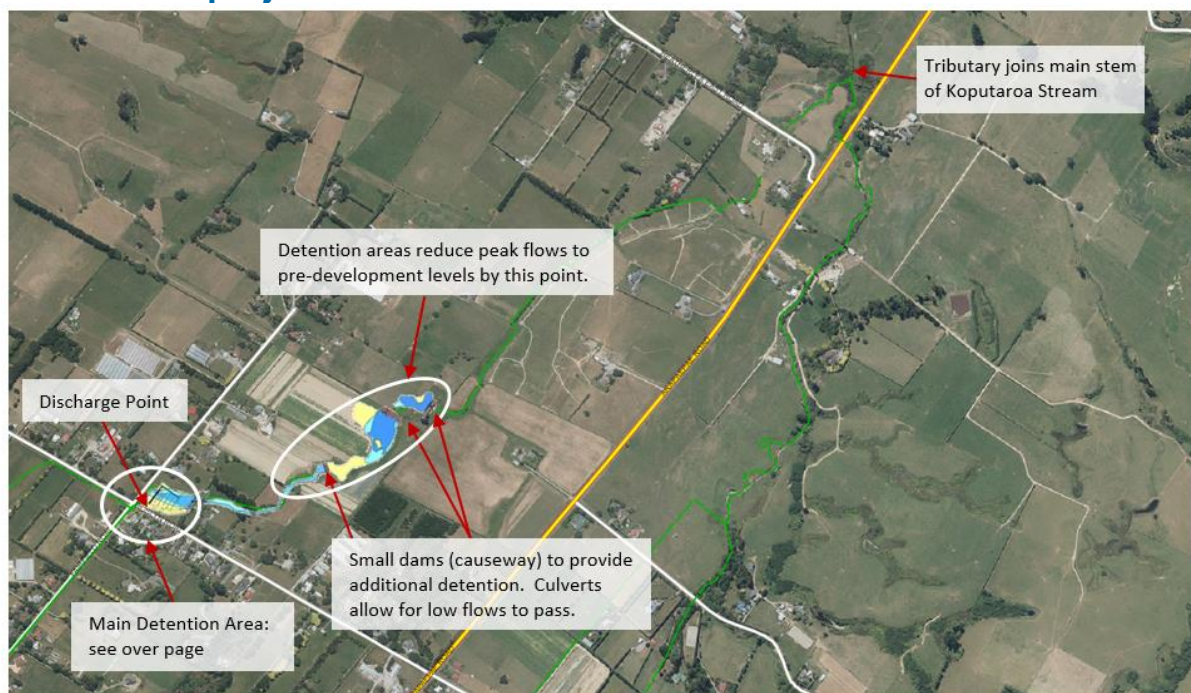 Tributary joins main stem
of Koputaroa Stream
Detention areas reduce peak flows to
pre-development levels by this point.
Discharge Point
Small dams (causeway) to provide
additional detention. Culverts
allow for low flows to pass.
Main Detention Area:
see over page